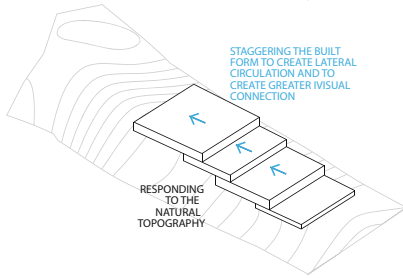 STAGGERING THE BUILT
FORM TO CREATE LATERAL
CIRCULATION AND TO
CREATE GREATER IVISUAL
CONNECTION
RESPONDING
TO THE
NATURAL
TOPOGRAPHY